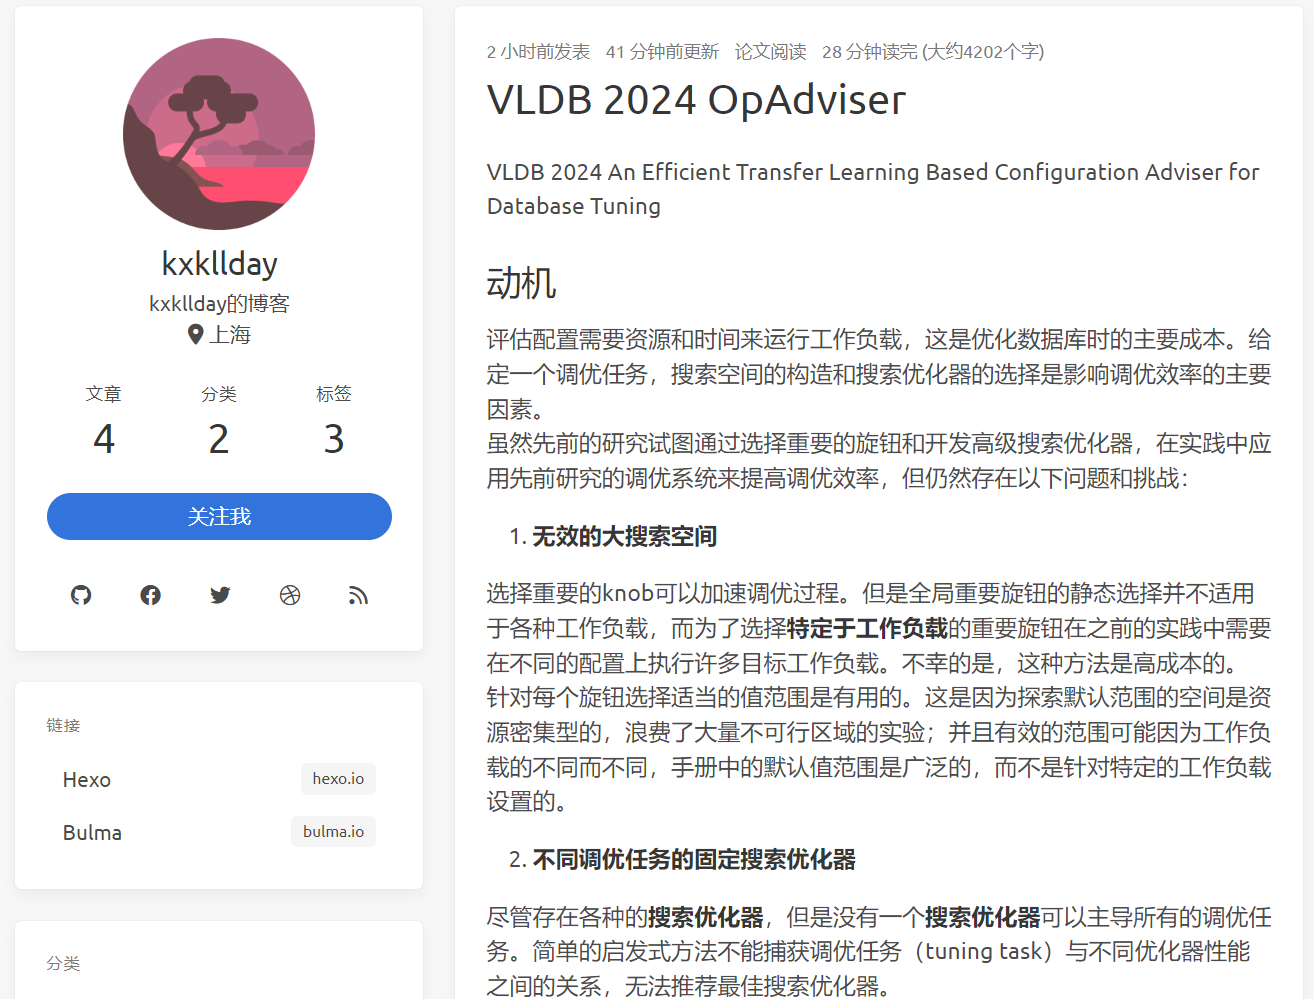 kxkllday
kxkllday的博客
上海
文章
分类
标签
4
2
3
关注我
链接
Hexo
hexo.io
Bulma
bulma.io
分类
2 小时前发表 41 分钟前更新 论文阅读 28 分钟读完 (大约4202个字)
VLDB 2024 OpAdviser
VLDB 2024 An Efficient Transfer Learning Based Configuration Adviser for
Database Tuning
动机
评估配置需要资源和时间来运行工作负载，这是优化数据库时的主要成本。给
定一个调优任务，搜索空间的构造和搜索优化器的选择是影响调优效率的主要
因素。
虽然先前的研究试图通过选择重要的旋钮和开发高级搜索优化器，在实践中应
用先前研究的调优系统来提高调优效率，但仍然存在以下问题和挑战：
1. 无效的大搜索空间
选择重要的knob可以加速调优过程。但是全局重要旋钮的静态选择并不适用
于各种工作负载，而为了选择特定于工作负载的重要旋钮在之前的实践中需要
在不同的配置上执行许多目标工作负载。不幸的是，这种方法是高成本的。
针对每个旋钮选择适当的值范围是有用的。这是因为探索默认范围的空间是资
源密集型的，浪费了大量不可行区域的实验；并且有效的范围可能因为工作负
载的不同而不同，手册中的默认值范围是广泛的，而不是针对特定的工作负载
设置的。
2. 不同调优任务的固定搜索优化器
尽管存在各种的搜索优化器，但是没有一个搜索优化器可以主导所有的调优任
务。简单的启发式方法不能捕获调优任务（tuning task）与不同优化器性能
之间的关系，无法推荐最佳搜索优化器。